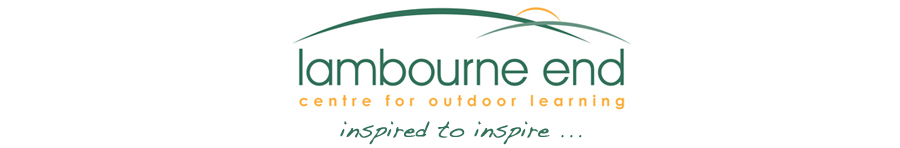 lambourne end
centre for outdoor learning
inspired to inspire ...